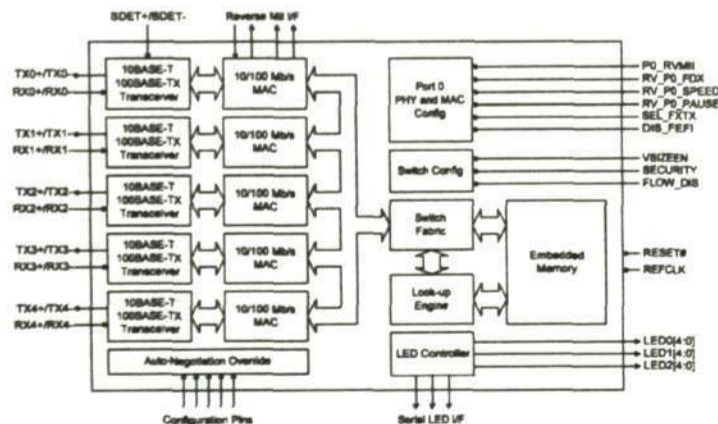 SDET+/SDET-
Reverse MII I/F
TX0+/TX0-
RX0+/RX0-
10BASE-T
100BASE-TX
Transceiver
10/100 Mb/s
MAC
TX1+/TX1-
RX1+/RX1-
10BASE-T
100BASE-TX
Transceiver
10/100 Mb/s
MAC
TX2+/TX2-
RX2+/RX2-
10BASE-T
100BASE-TX
Transceiver
10/100 Mb/s
MAC
TX3+/TX3-
RX3+/RX3-
10BASE-T
100BASE-TX
Transceiver
10/100 Mb/s
MAC
TX4+/TX4-
RX4+/RX4-
10BASE-T
100BASE-TX
Transceiver
10/100 Mb/s
MAC
Auto-Negotiation Override
Configuration Pins
Port 0
PHY and MAC
Config
P0_RVMII
RV_P0_FDX
RV_P0_SPEED
RV_P0_PAUSE
SEL_FXTX
DIS_FEFI
Switch Config
VSIZEEN
SECURITY
FLOW_DIS
Switch
Fabric
Embedded
Memory
Look-up
Engine
RESET#
REFCLK
LED Controller
LED0[4:0]
LED1[4:0]
LED2[4:0]
Serial LED I/F